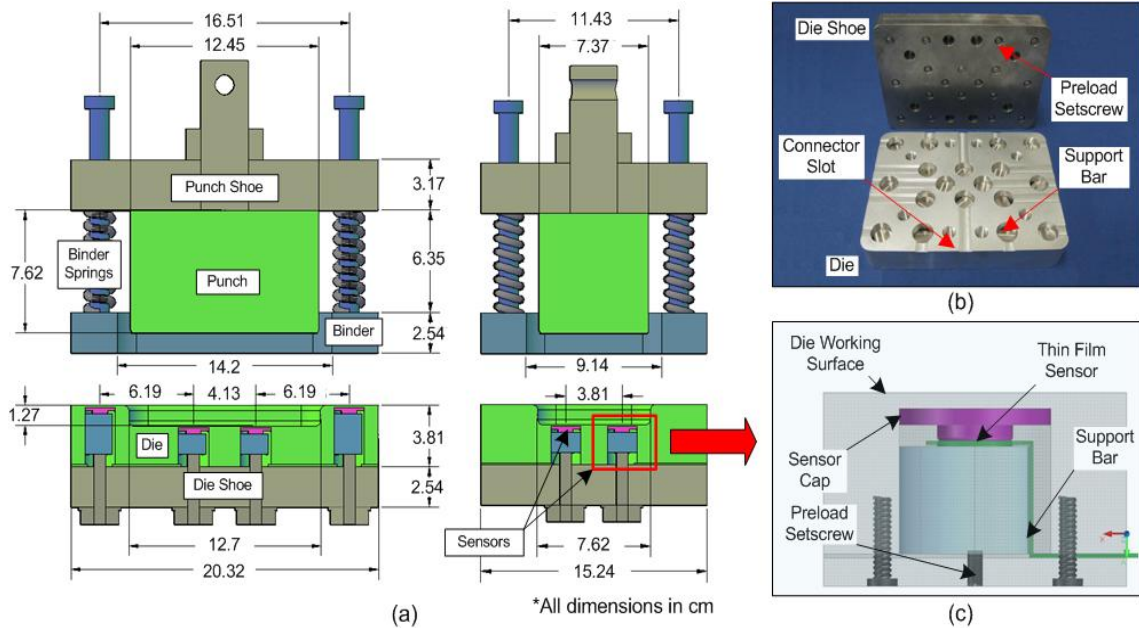 16.51
12.45
Punch Shoe
3.17
7.62
Binder
Springs
Punch
6.35
Binder
2.54
14.2
6.19
4.13
6.19
1.27
Die
3.81
Die Shoe
2.54
12.7
20.32
11.43
7.37
9.14
3.81
Sensors
7.62
15.24
(a)
*All dimensions in cm
Die Shoe
Preload
Setscrew
Connector
Slot
Support
Bar
Die
(b)
Die Working
Surface
Thin Film
Sensor
Sensor
Cap
Support
Bar
Preload
Setscrew
x
(c)